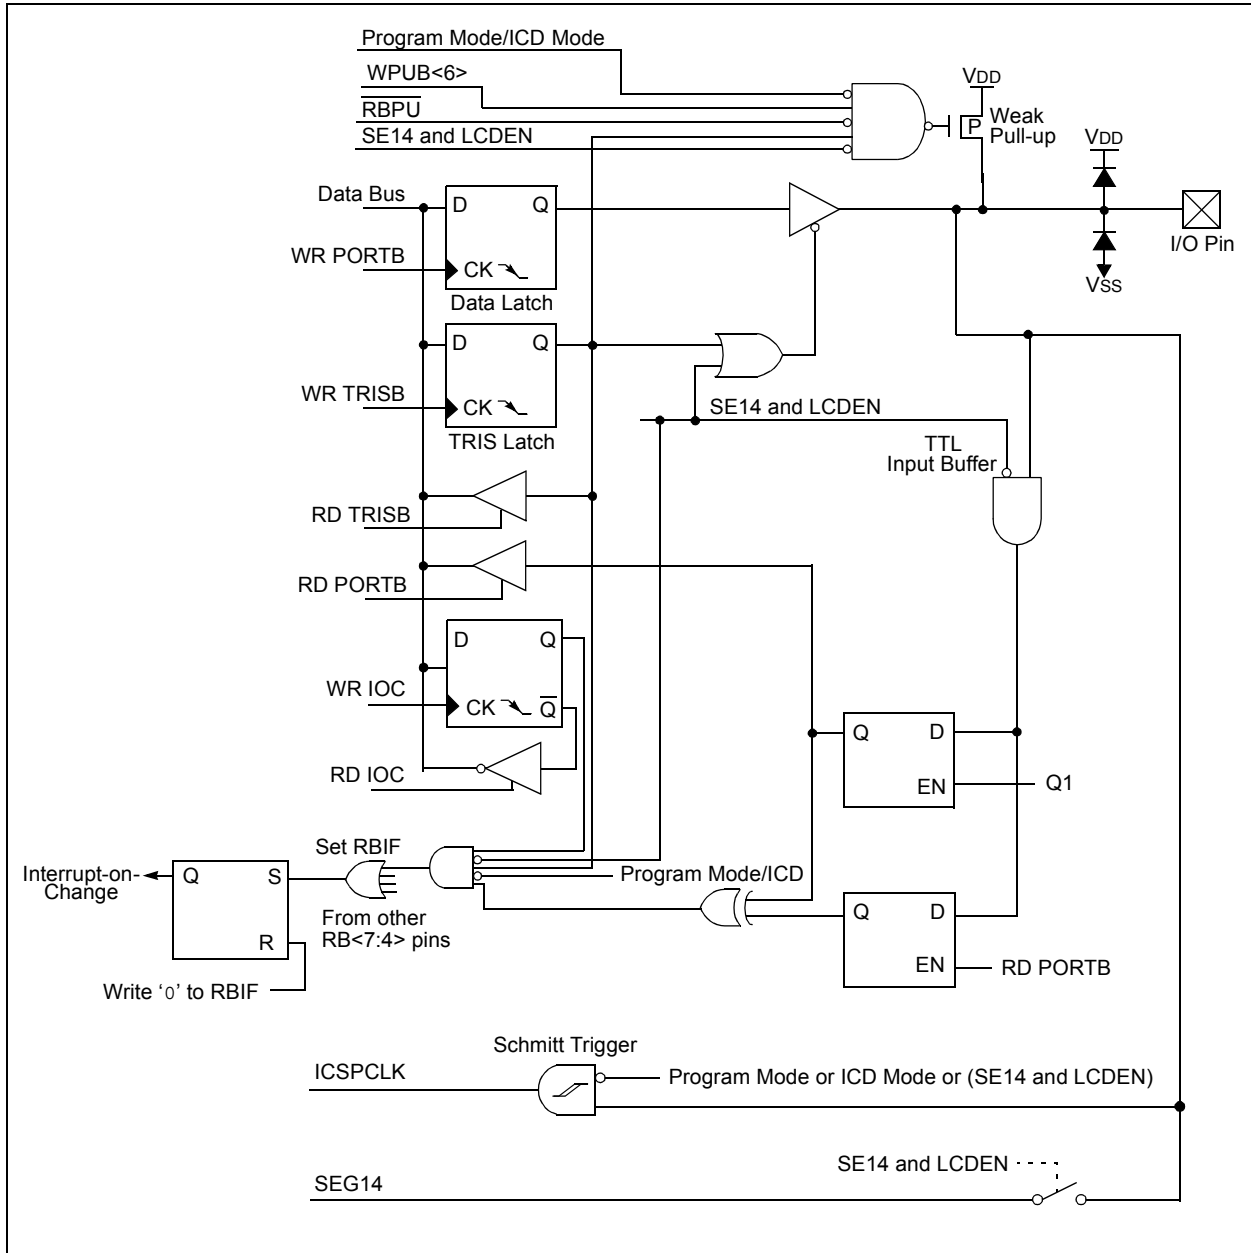 Program Mode/ICD Mode
WPUB<6>
R̅B̅P̅U̅
SE14 and LCDEN
VDD
P
Weak
Pull-up
VDD
I/O Pin
VSS
Data Bus
D
Q
WR PORTB
CK
Data Latch
D
Q
WR TRISB
CK
TRIS Latch
SE14 and LCDEN
TTL
Input Buffer
RD TRISB
RD PORTB
D
Q
WR IOC
CK
Q̅
RD IOC
Q
D
EN
Q1
Set RBIF
Interrupt-on-
Change
Q
S
R
From other
RB<7:4> pins
Write ‘0’ to RBIF
Program Mode/ICD
Q
D
EN
RD PORTB
Schmitt Trigger
ICSPCLK
Program Mode or ICD Mode or (SE14 and LCDEN)
SE14 and LCDEN
SEG14